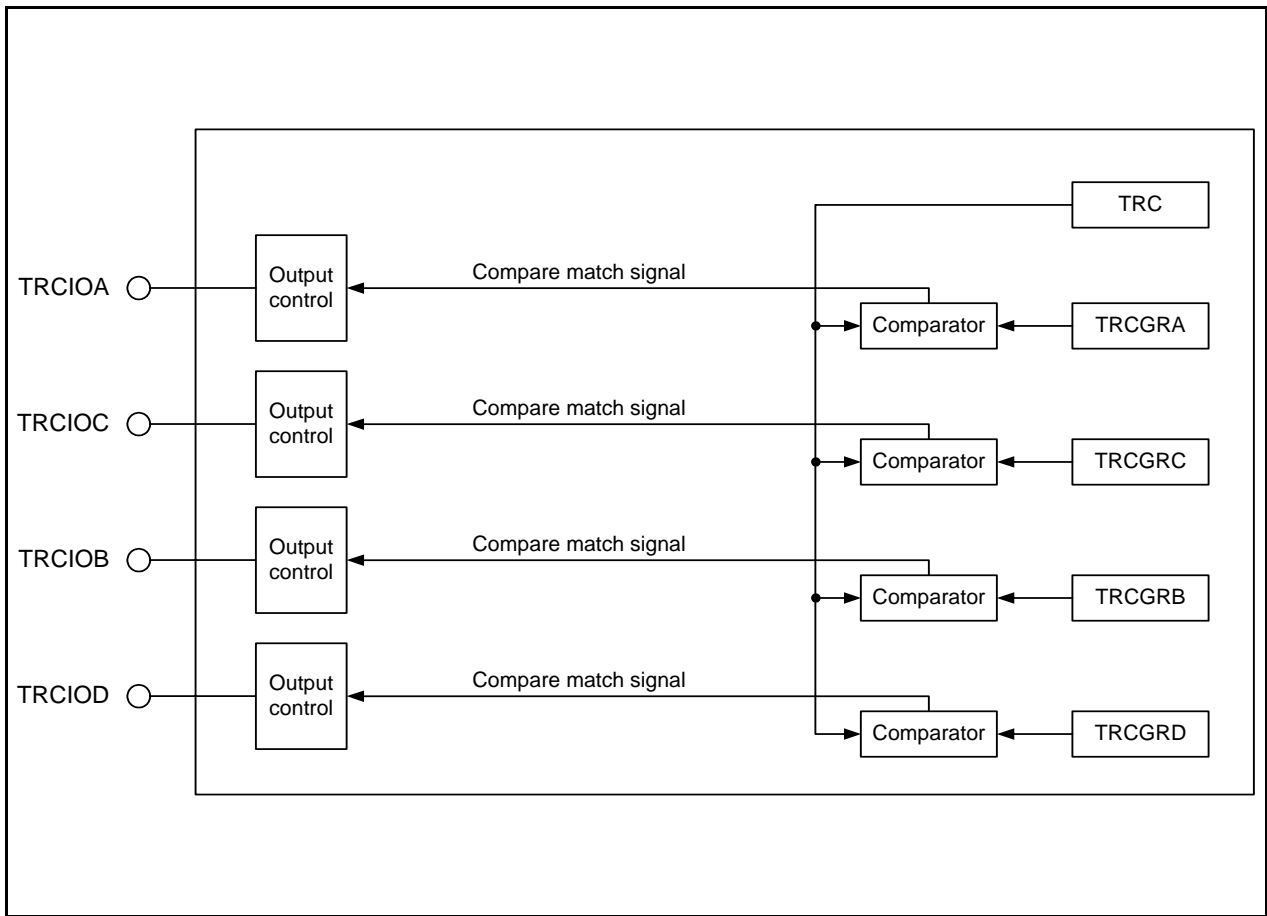 TRC
TRCIOA
Output
control
Compare match signal
Comparator
TRCGRA
TRCIOC
Output
control
Compare match signal
Comparator
TRCGRC
TRCIOB
Output
control
Compare match signal
Comparator
TRCGRB
TRCIOD
Output
control
Compare match signal
Comparator
TRCGRD